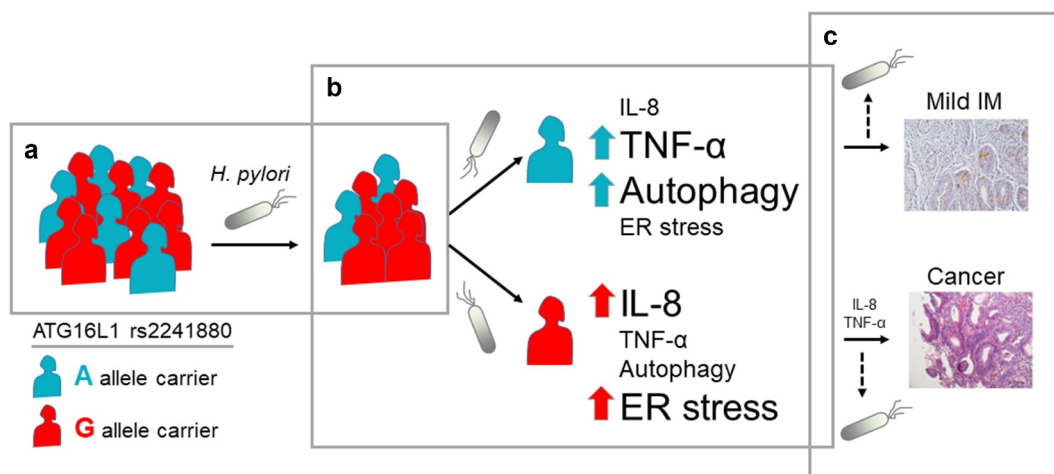 a
H. pylori
ATG16L1 rs2241880
A allele carrier
G allele carrier
b
IL-8
TNF-α
Autophagy
ER stress
IL-8
TNF-α
Autophagy
ER stress
c
Mild IM
Cancer
IL-8
TNF-α